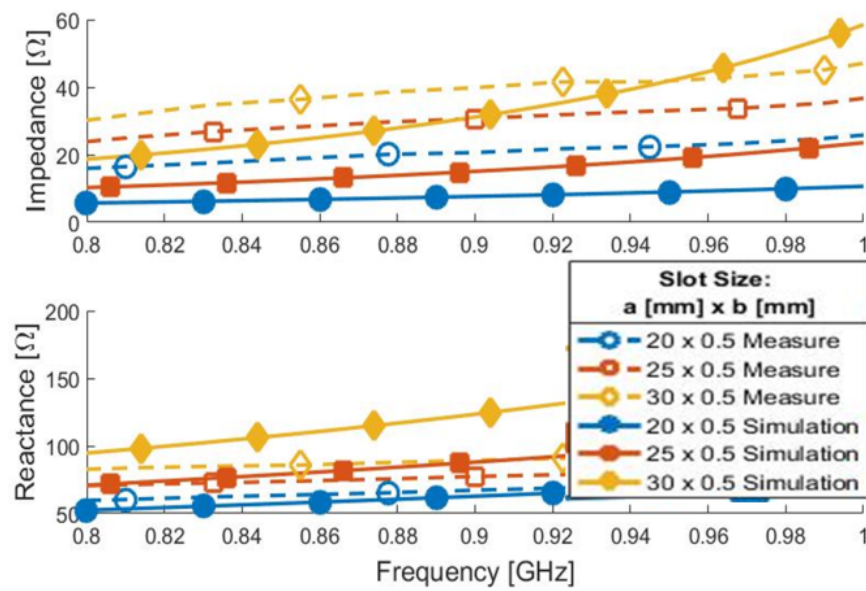 Impedance [Ω]
60
40
20
0
0.8 0.82 0.84 0.86 0.88 0.9 0.92 0.94 0.96 0.98 1
Reactance [Ω]
200
150
100
50
0.8 0.82 0.84 0.86 0.88 0.9 0.92 0.94 0.96 0.98 1
Frequency [GHz]
Slot Size:
a [mm] x b [mm]
20 x 0.5 Measure
25 x 0.5 Measure
30 x 0.5 Measure
20 x 0.5 Simulation
25 x 0.5 Simulation
30 x 0.5 Simulation